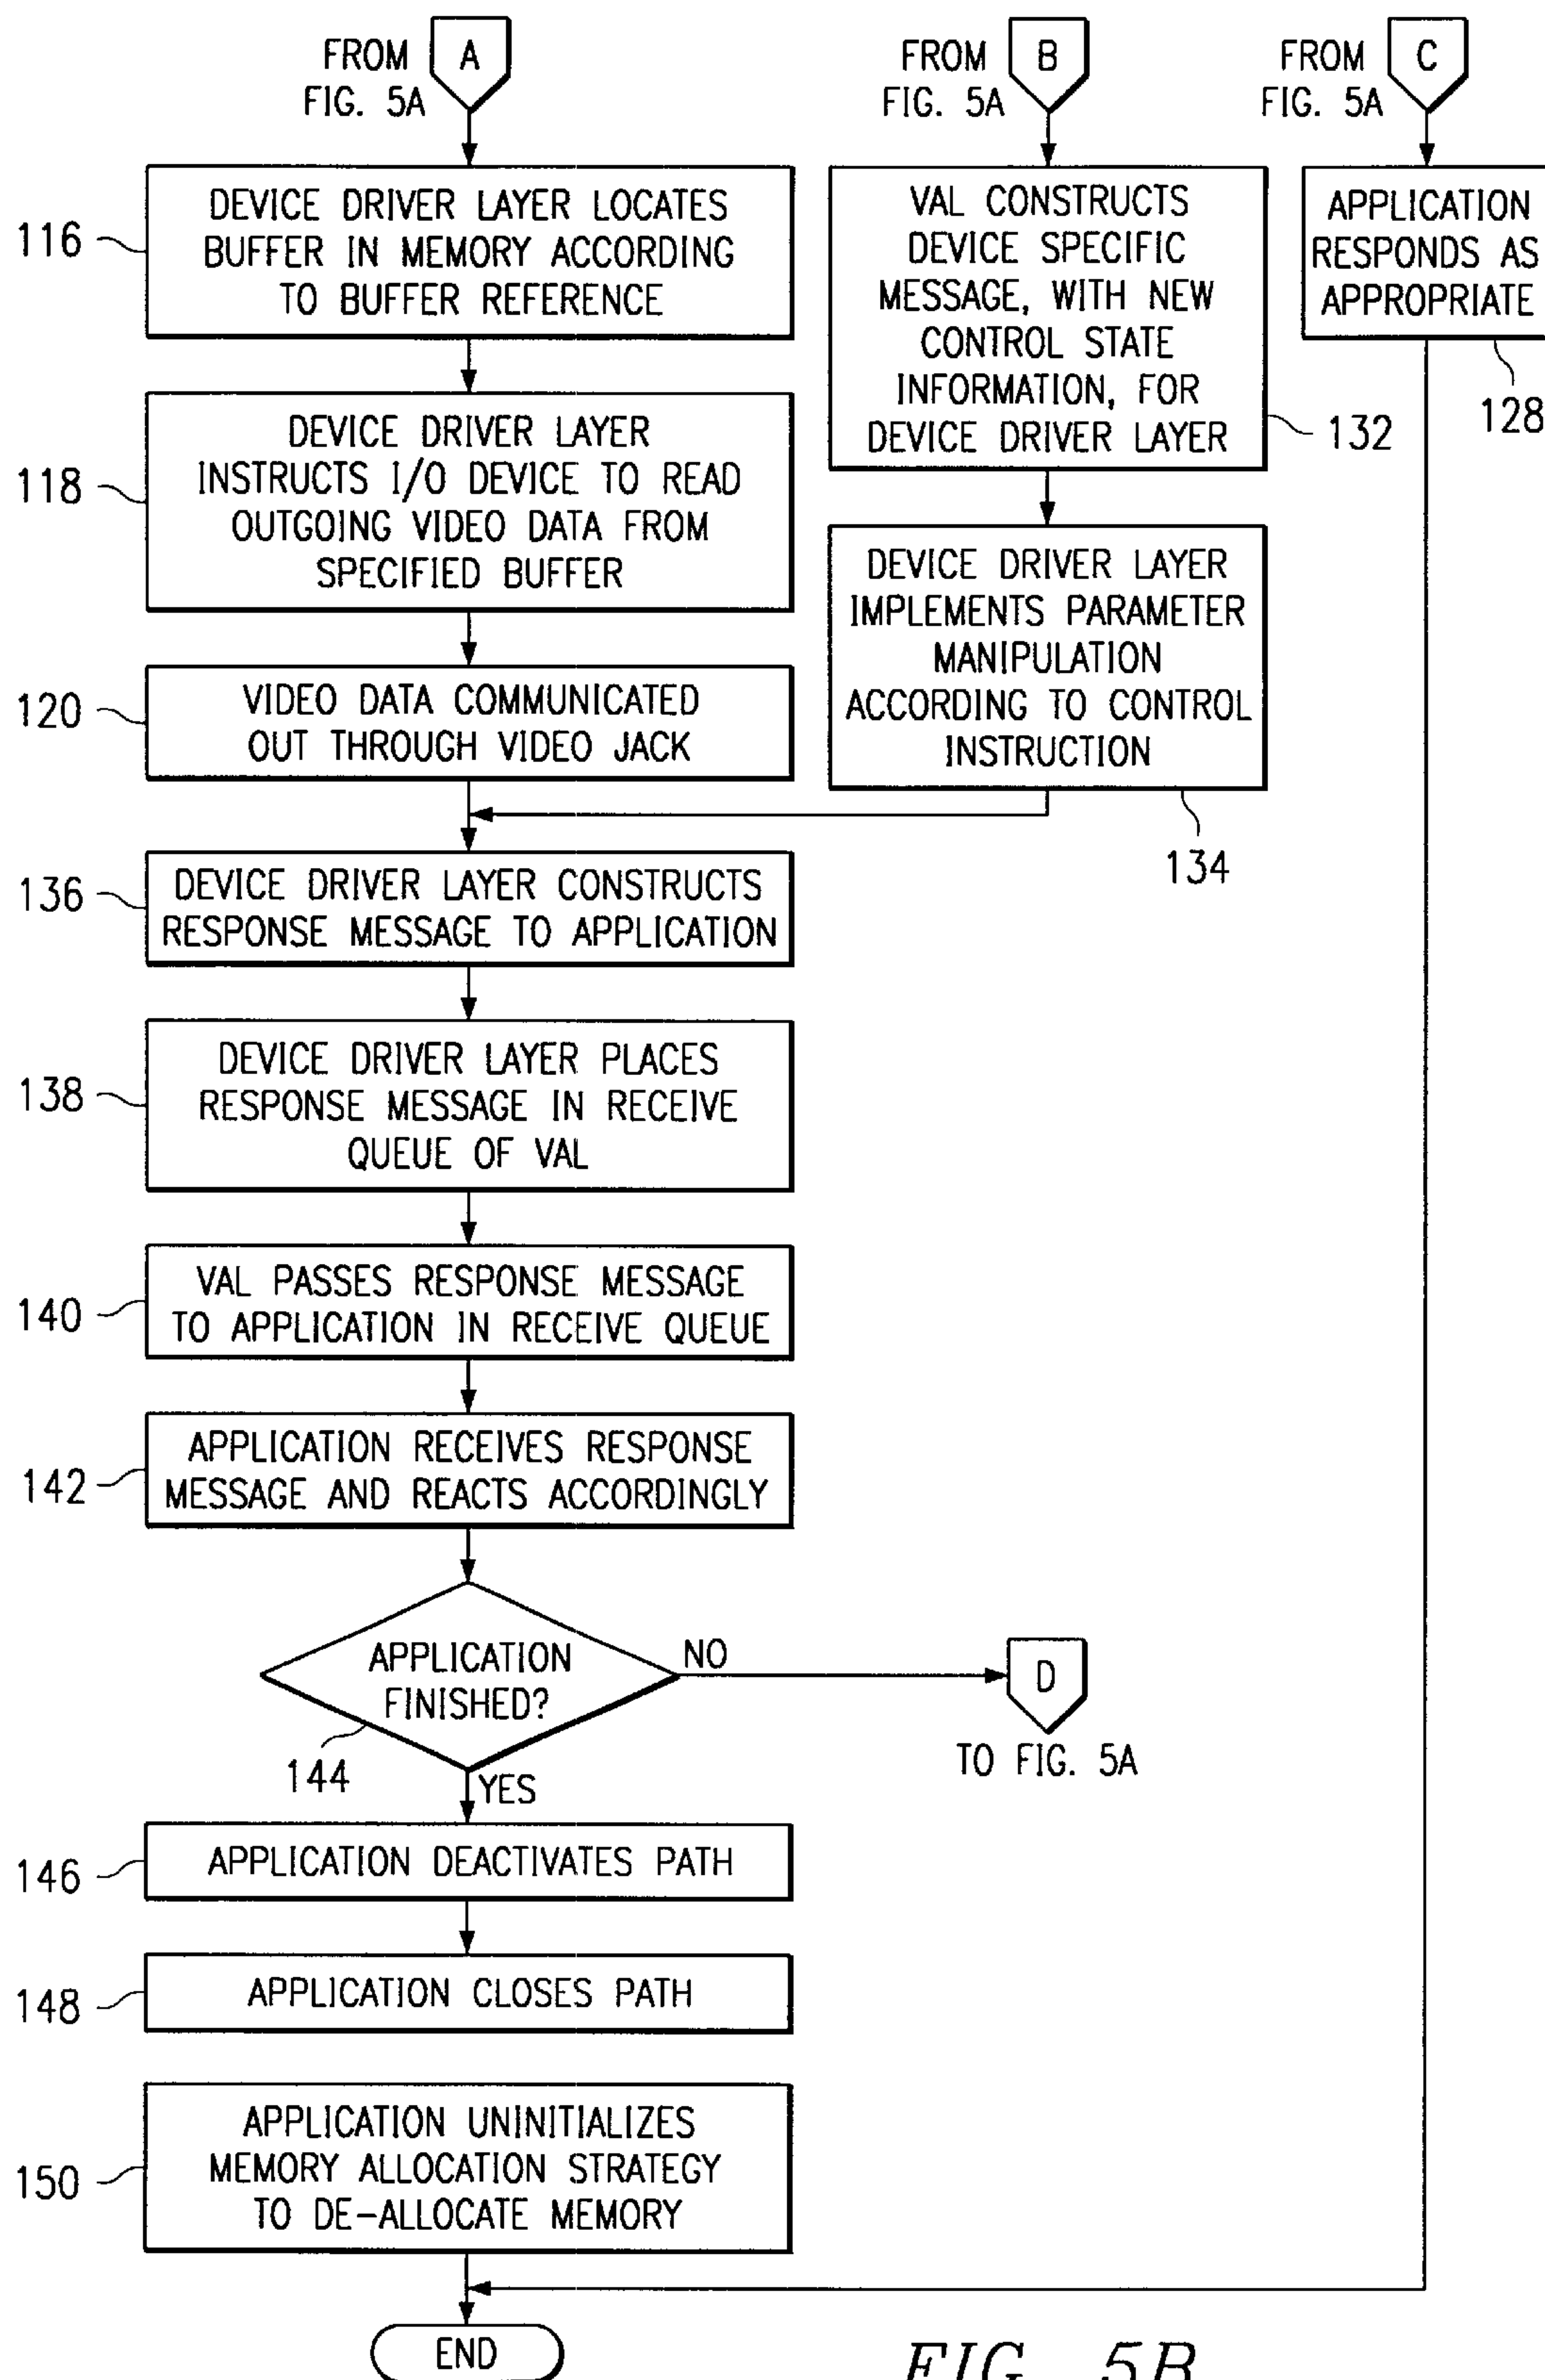 FROM
FIG. 5A
A
FROM
FIG. 5A
B
FROM
FIG. 5A
C
116
DEVICE DRIVER LAYER LOCATES
BUFFER IN MEMORY ACCORDING
TO BUFFER REFERENCE
118
DEVICE DRIVER LAYER
INSTRUCTS I/O DEVICE TO READ
OUTGOING VIDEO DATA FROM
SPECIFIED BUFFER
120
VIDEO DATA COMMUNICATED
OUT THROUGH VIDEO JACK
VAL CONSTRUCTS
DEVICE SPECIFIC
MESSAGE, WITH NEW
CONTROL STATE
INFORMATION, FOR
DEVICE DRIVER LAYER
132
DEVICE DRIVER LAYER
IMPLEMENTS PARAMETER
MANIPULATION
ACCORDING TO CONTROL
INSTRUCTION
134
APPLICATION
RESPONDS AS
APPROPRIATE
128
136
DEVICE DRIVER LAYER CONSTRUCTS
RESPONSE MESSAGE TO APPLICATION
138
DEVICE DRIVER LAYER PLACES
RESPONSE MESSAGE IN RECEIVE
QUEUE OF VAL
140
VAL PASSES RESPONSE MESSAGE
TO APPLICATION IN RECEIVE QUEUE
142
APPLICATION RECEIVES RESPONSE
MESSAGE AND REACTS ACCORDINGLY
APPLICATION
FINISHED?
144
NO
D
TO FIG. 5A
YES
146
APPLICATION DEACTIVATES PATH
148
APPLICATION CLOSES PATH
150
APPLICATION UNINITIALIZES
MEMORY ALLOCATION STRATEGY
TO DE-ALLOCATE MEMORY
END
FIG. 5B